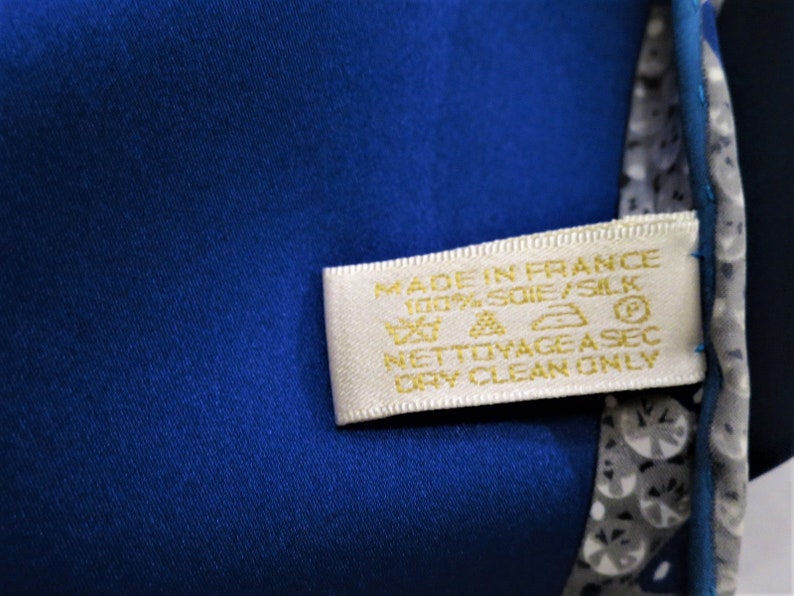 MADE IN FRANCE
100% SOIE/SILK
P
NETTOYAGE A SEC
DRY CLEAN ONLY